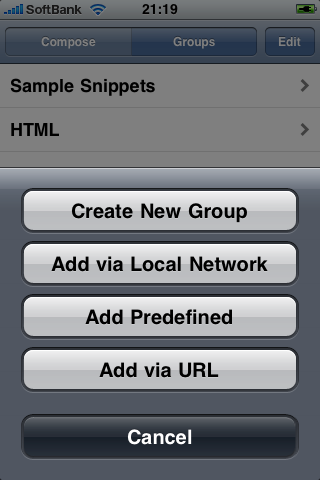 SoftBank 21:19
Compose Groups Edit
Sample Snippets
HTML
Create New Group
Add via Local Network
Add Predefined
Add via URL
Cancel